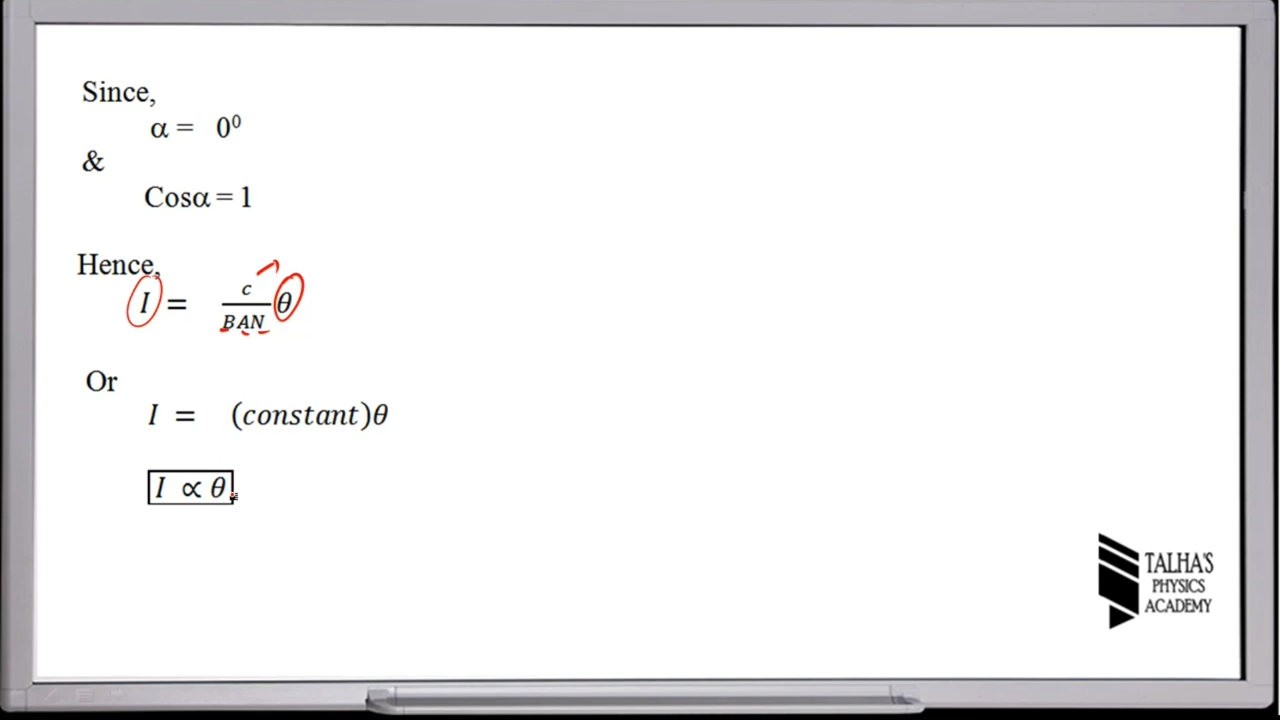 Since,
α = 0⁰
&
Cosα = 1
Hence,
I = c/BAN θ
Or
I = (constant)θ
I ∝ θ
TALHA'S
PHYSICS
ACADEMY